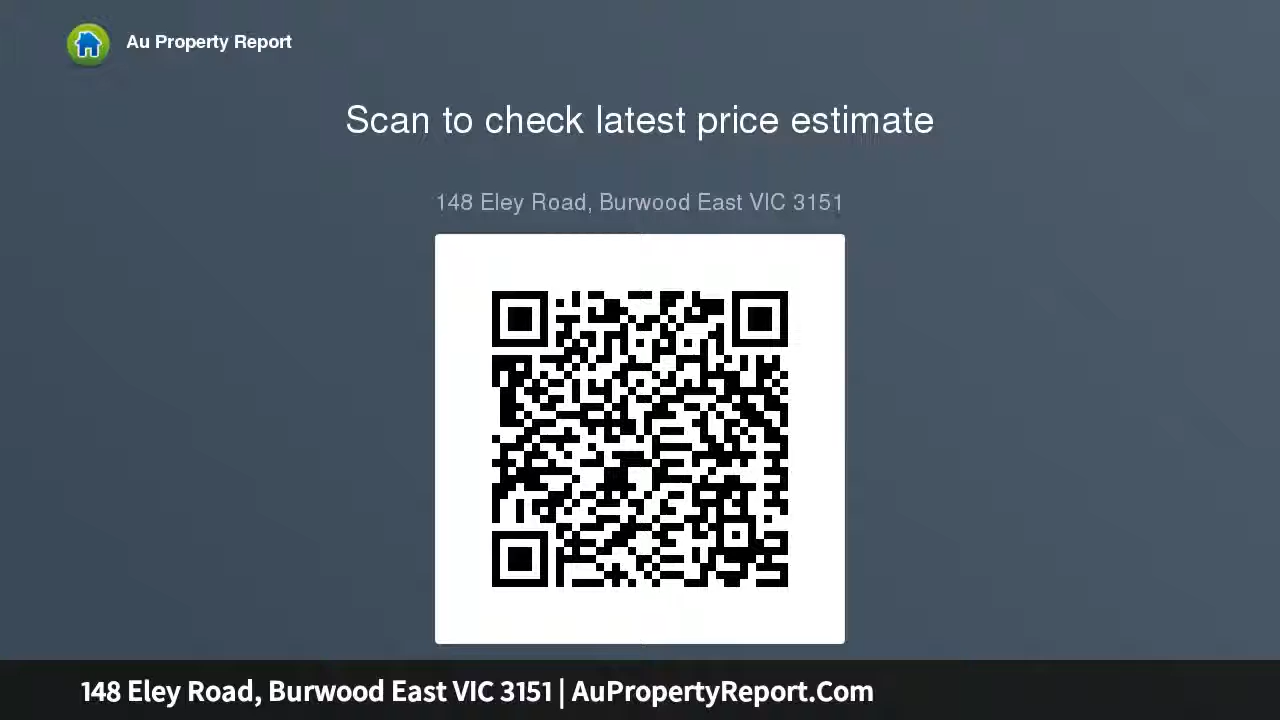 Au Property Report
Scan to check latest price estimate
148 Eley Road, Burwood East VIC 3151
148 Eley Road, Burwood East VIC 3151 | AuPropertyReport.Com